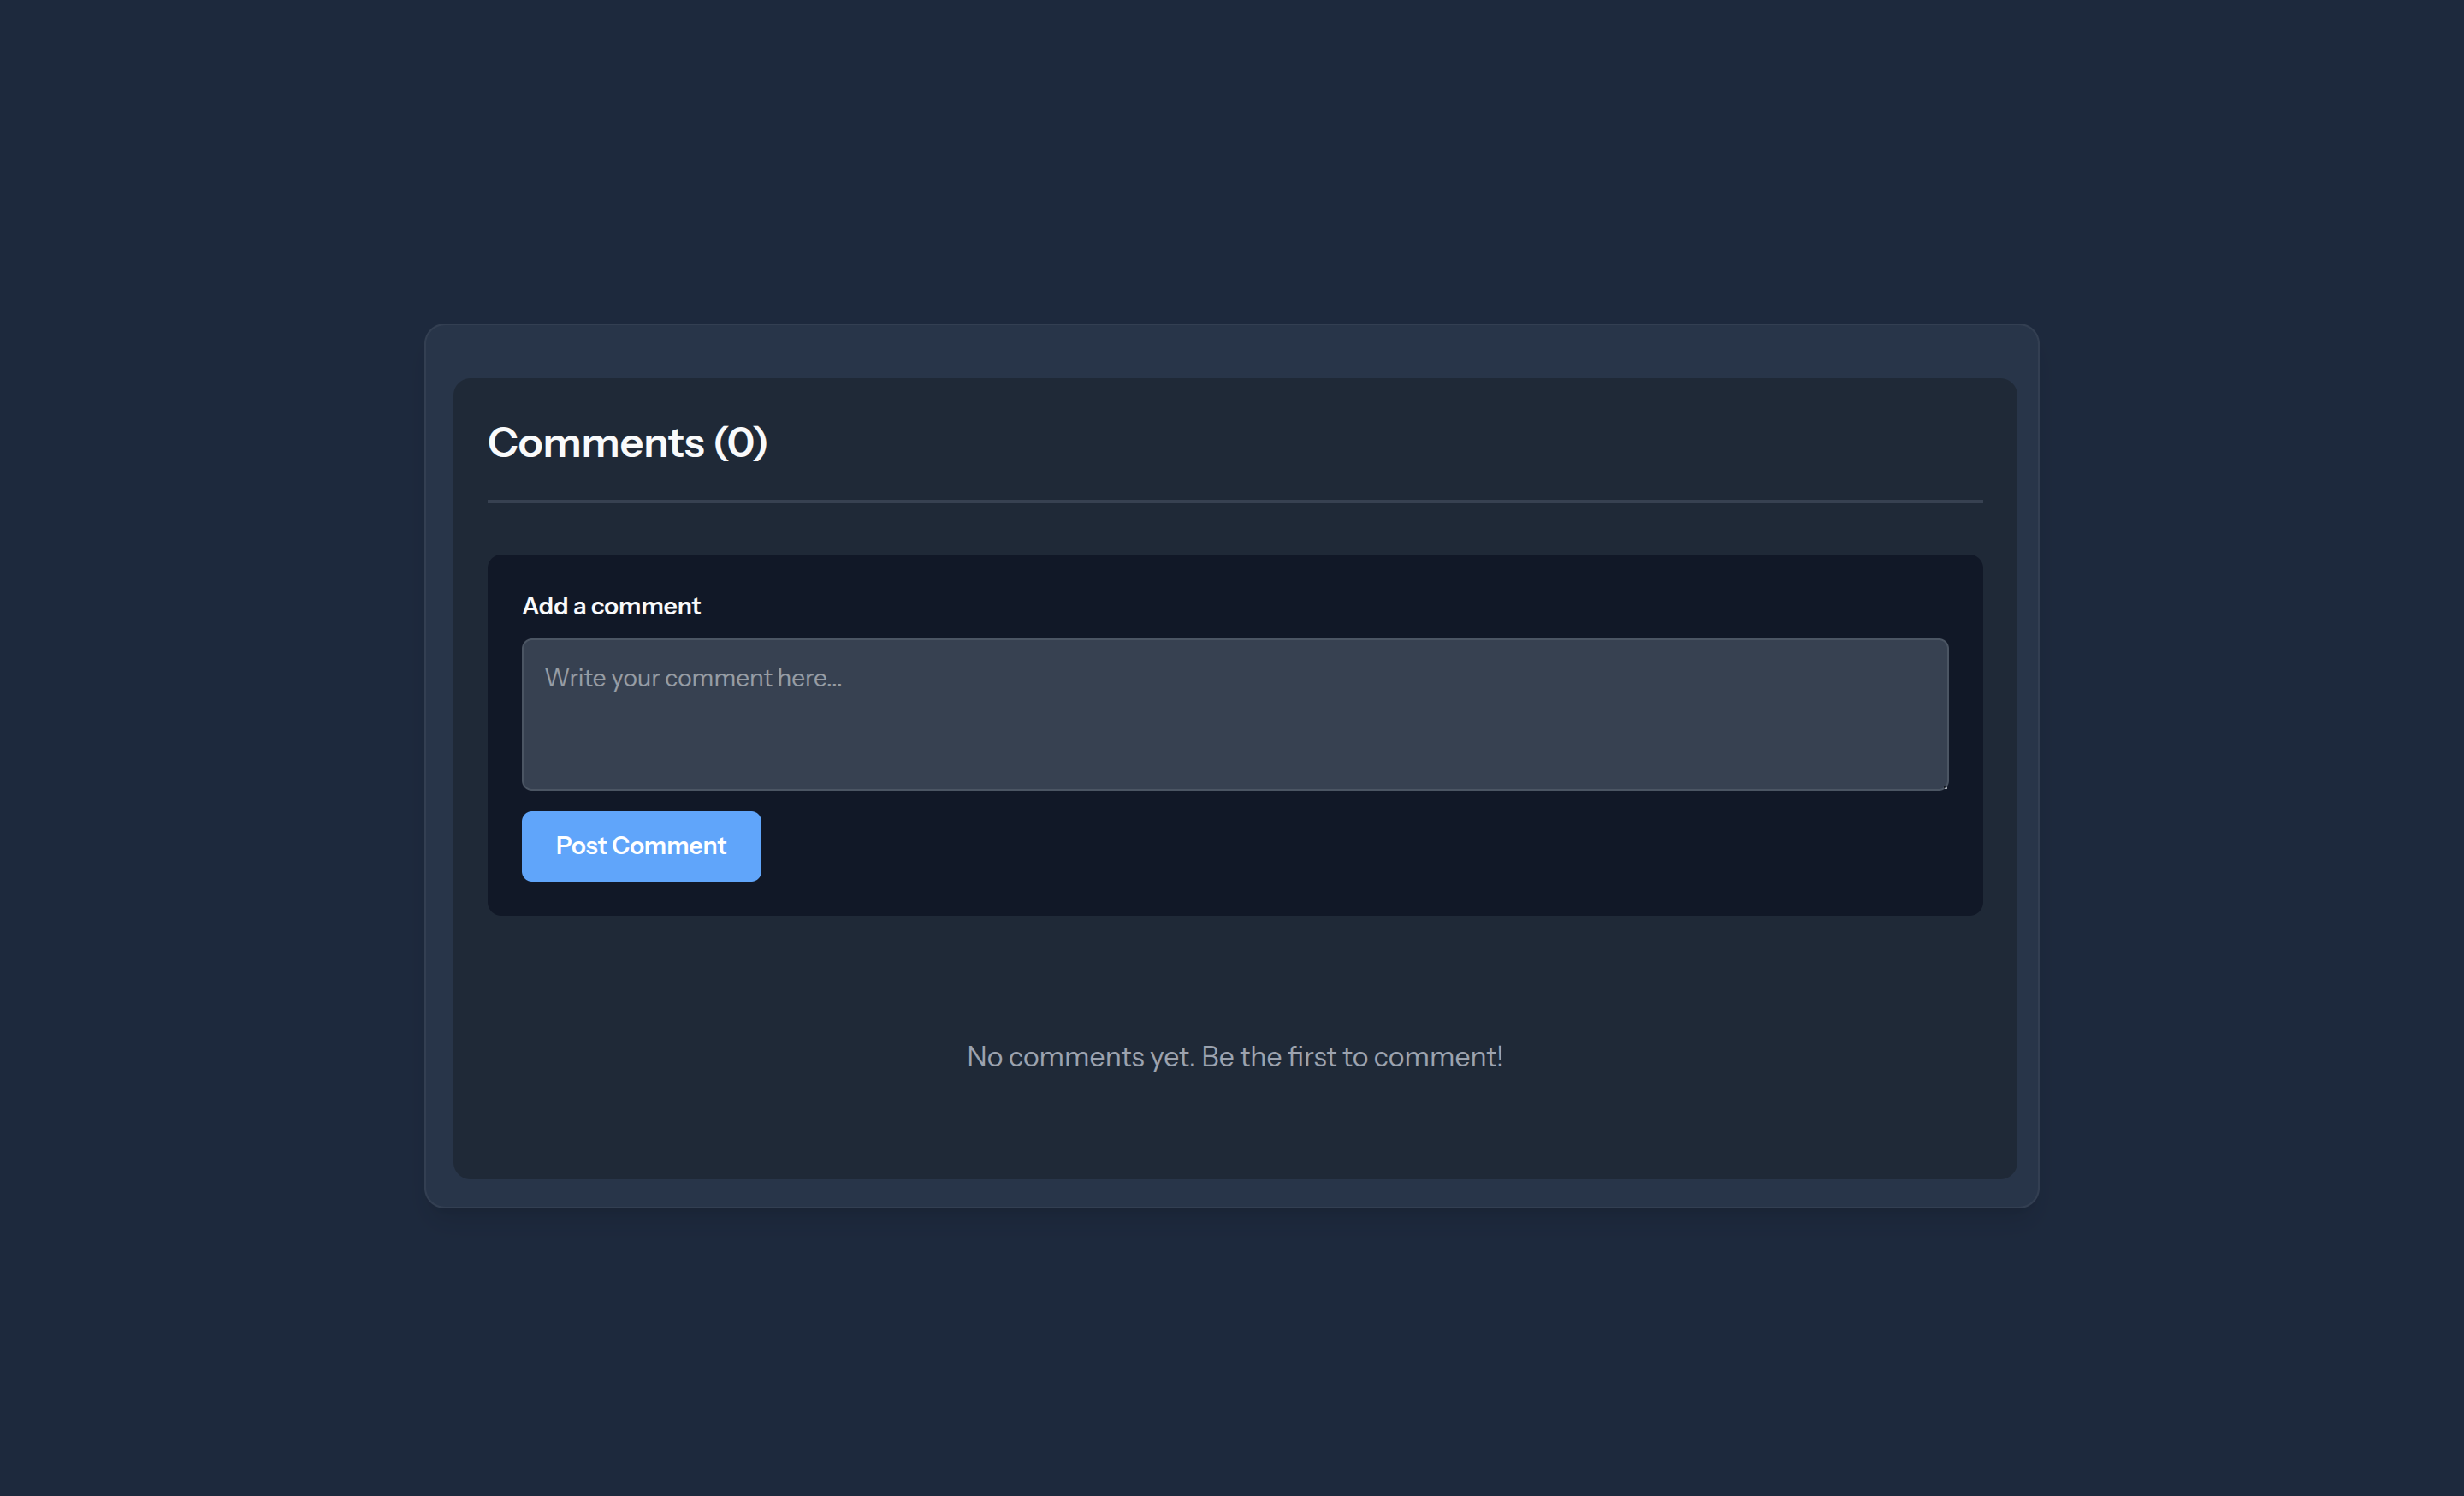 Comments (0)
Add a comment
Write your comment here...
Post Comment
No comments yet. Be the first to comment!